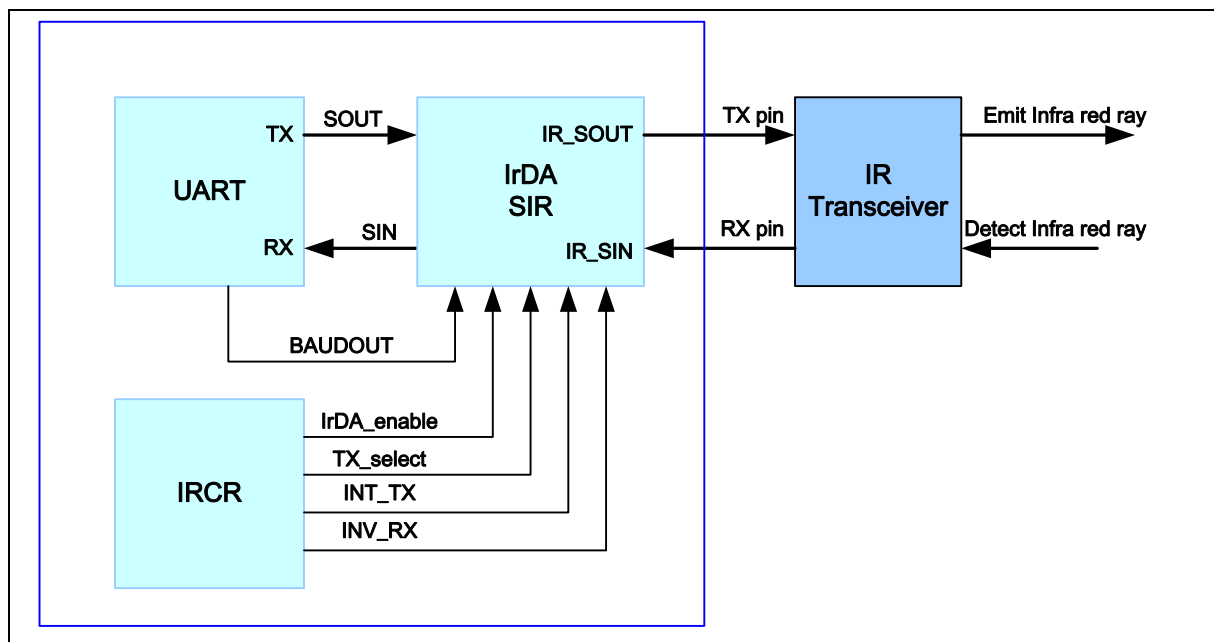 TX
SOUT
UART
SIN
RX
IR_SOUT
IrDA
SIR
IR_SIN
TX pin
RX pin
IR
Transceiver
Emit Infra red ray
Detect Infra red ray
BAUDOUT
IRCR
IrDA_enable
TX_select
INT_TX
INV_RX